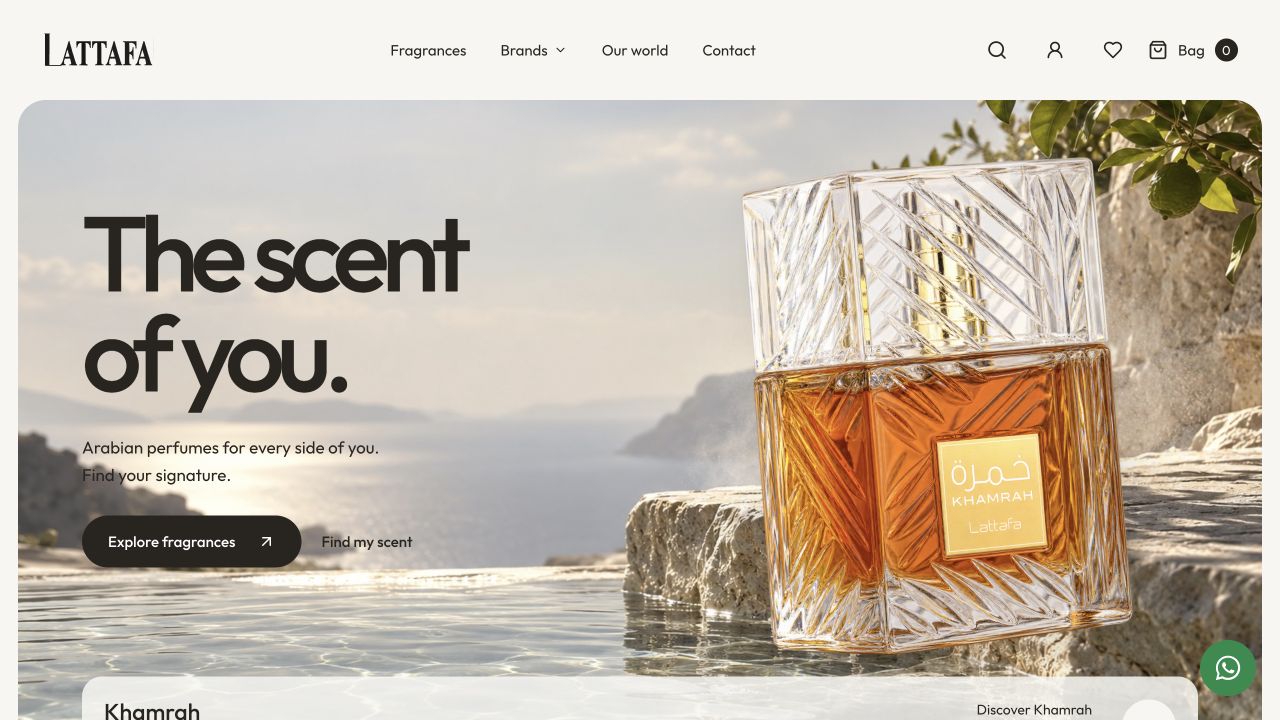 LATTAFA
Fragrances
Brands
Our world
Contact
Bag 0
The scent
of you.
Arabian perfumes for every side of you.
Find your signature.
Explore fragrances
Find my scent
خمرة
KHAMRAH
Lattafa
Khamrah
Discover Khamrah